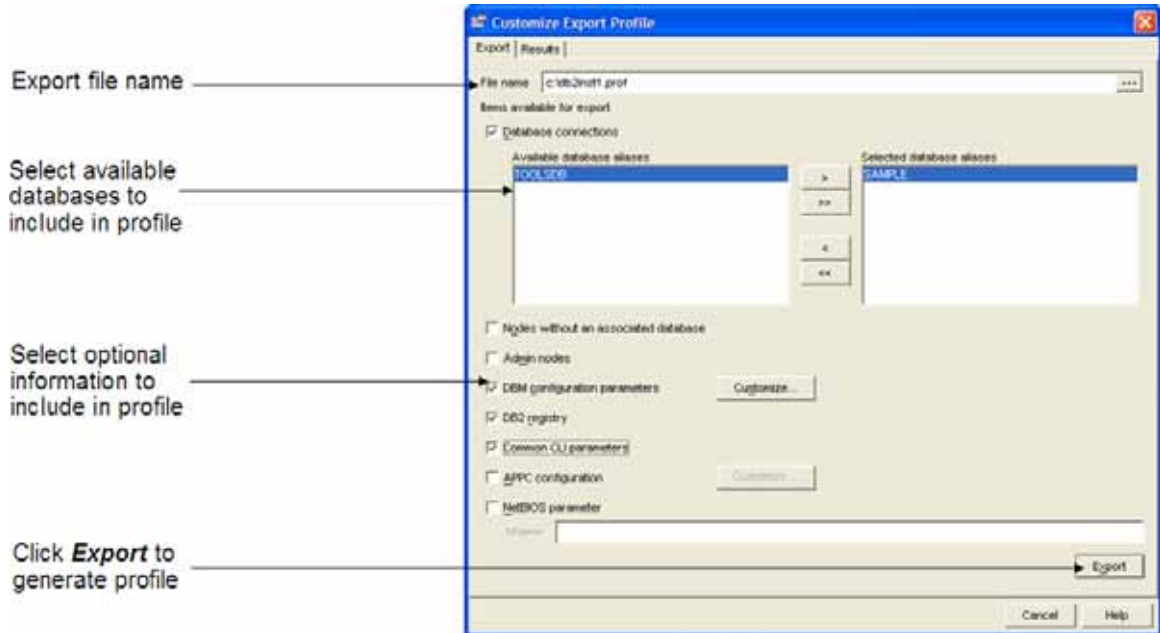 Customize Export Profile
Export Results
Export file name
File name c:\db2inst1.prof ...
Items available for export
Database connections
Available database aliases Selected database aliases
Select available
databases to
include in profile
TOOLSDB > SAMPLE
>>
<
<<
Nodes without an associated database
Select optional
information to
include in profile
Admin nodes
DBM configuration parameters Customize...
DB2 registry
Common CLI parameters
APPC configuration Customize...
NetBIOS parameter
Click Export to
generate profile
Export
Cancel Help